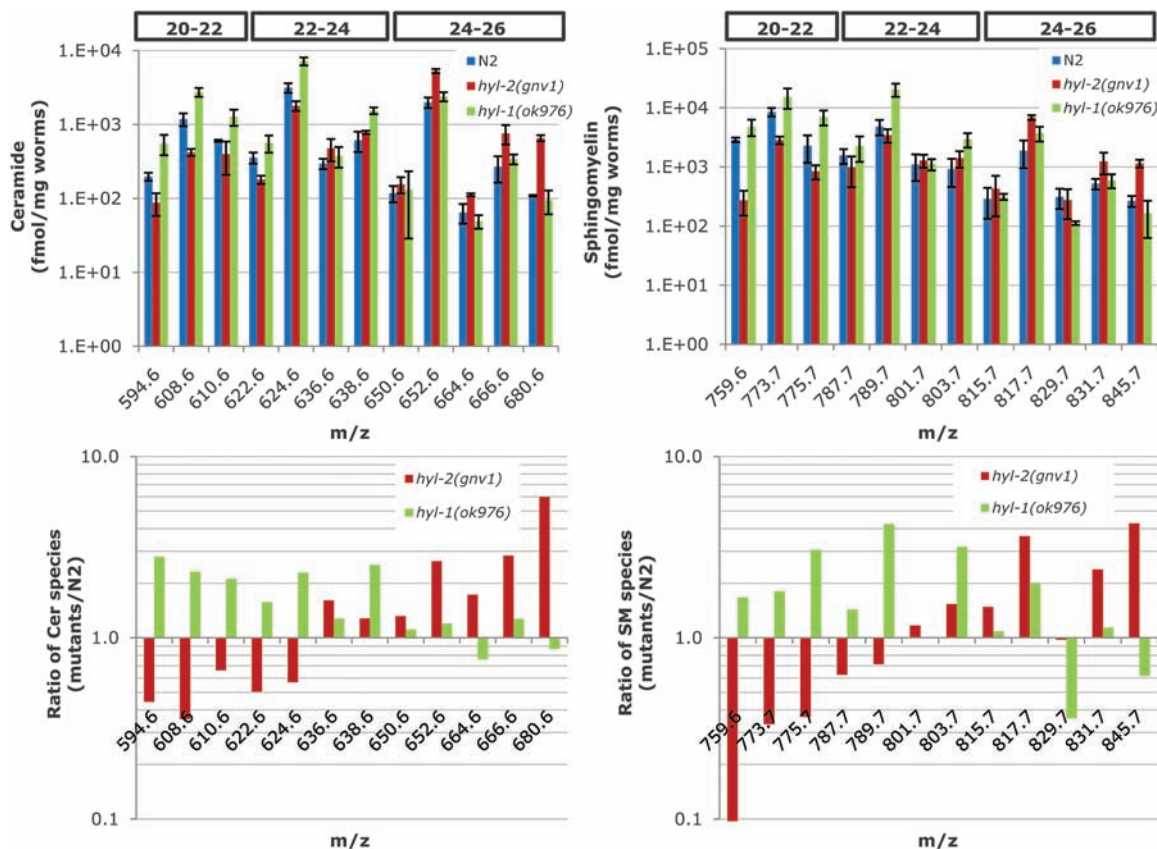 20-22 22-24 24-26
1.E+04
1.E+03
1.E+02
1.E+01
1.E+00
Ceramide
(fmol/mg worms)
N2
hyl-2(gnv1)
hyl-1(ok976)
594.6 608.6 610.6 622.6 624.6 636.6 638.6 650.6 652.6 664.6 666.6 680.6
m/z
20-22 22-24 24-26
1.E+05
1.E+04
1.E+03
1.E+02
1.E+01
1.E+00
Sphingomyelin
(fmol/mg worms)
N2
hyl-2(gnv1)
hyl-1(ok976)
759.6 773.7 775.7 787.7 789.7 801.7 803.7 815.7 817.7 829.7 831.7 845.7
m/z
10.0
1.0
0.1
Ratio of Cer species
(mutants/N2)
hyl-2(gnv1)
hyl-1(ok976)
594.6 608.6 610.6 622.6 624.6 636.6 638.6 650.6 652.6 664.6 666.6 680.6
m/z
10.0
1.0
0.1
Ratio of SM species
(mutants/N2)
hyl-2(gnv1)
hyl-1(ok976)
759.6 773.7 775.7 787.7 789.7 801.7 803.7 815.7 817.7 829.7 831.7 845.7
m/z